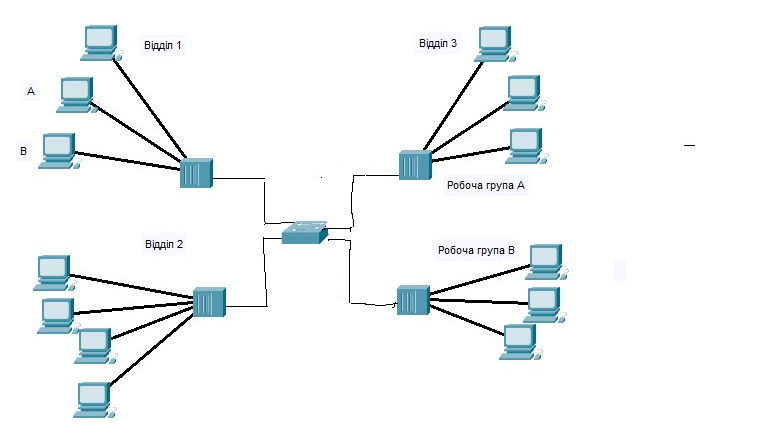 Відділ 1
Відділ 3
A
B
Робоча група А
Відділ 2
Робоча група В